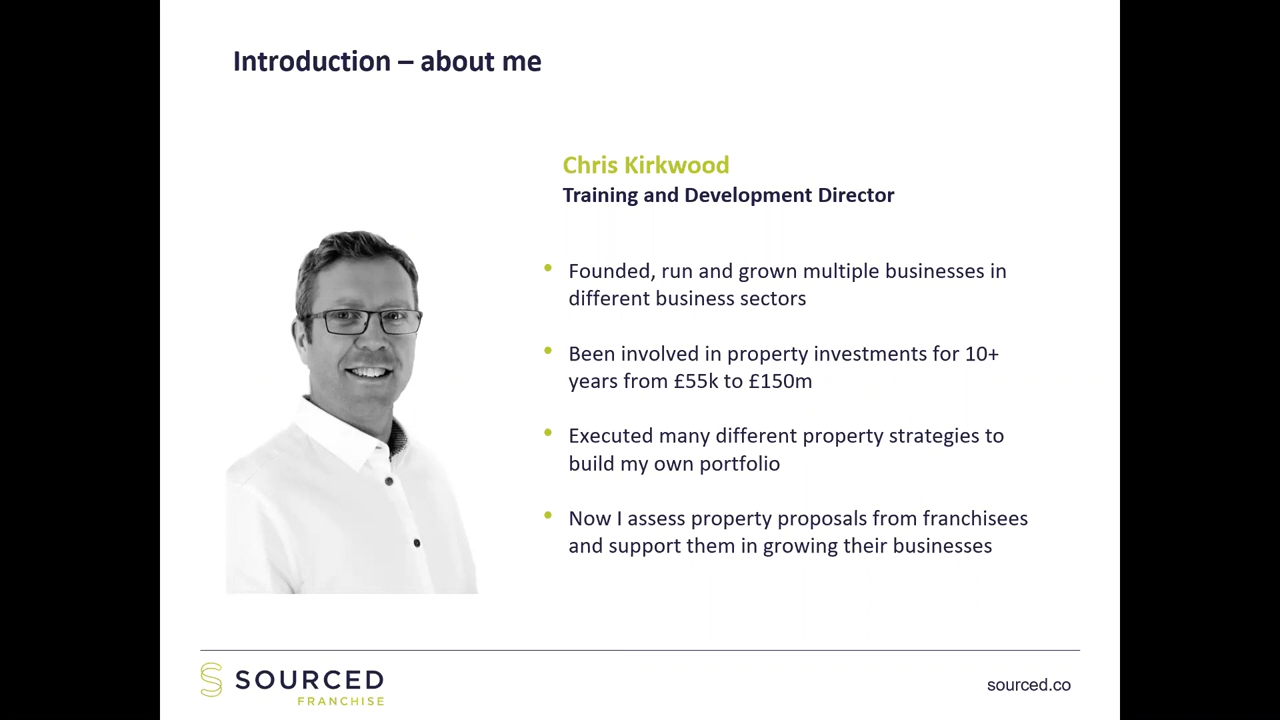 Introduction – about me
Chris Kirkwood
Training and Development Director
• Founded, run and grown multiple businesses in
different business sectors
• Been involved in property investments for 10+
years from £55k to £150m
• Executed many different property strategies to
build my own portfolio
• Now I assess property proposals from franchisees
and support them in growing their businesses
SOURCED
FRANCHISE
sourced.co